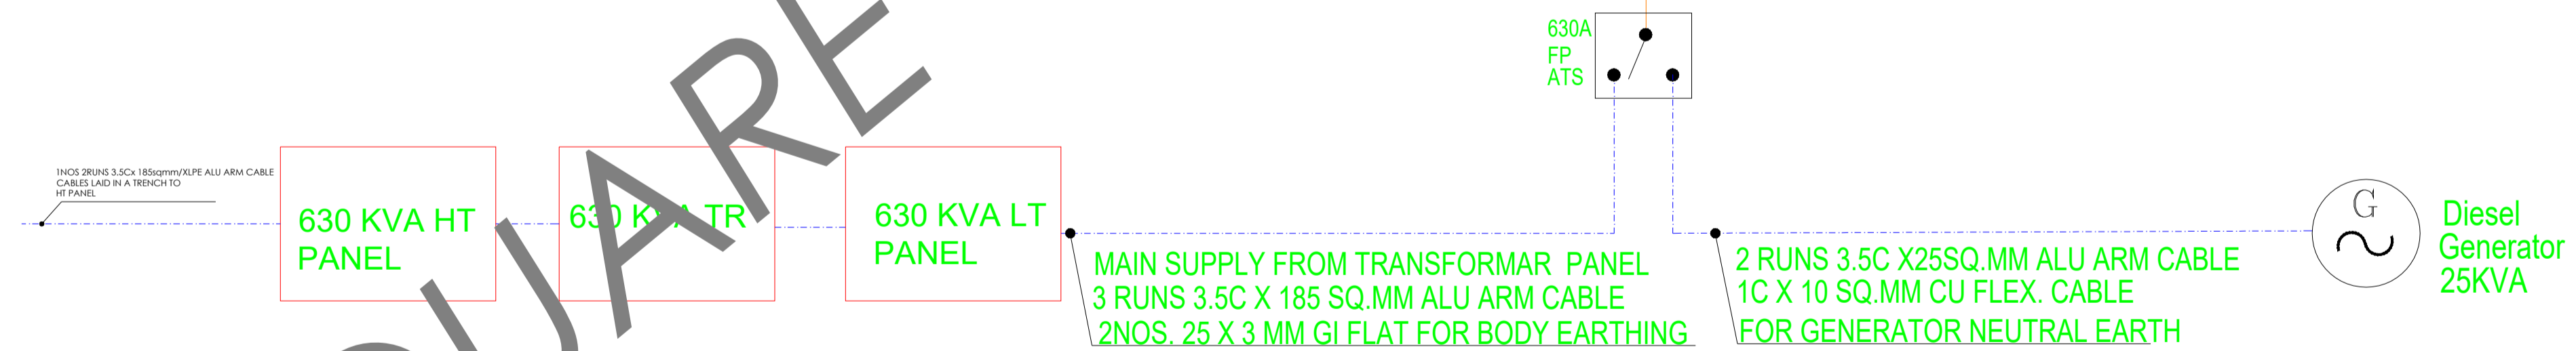 630A
FP
ATS
1NOS 2RUNS 3.5Cx 185sqmm/XLPE ALU ARM CABLE
CABLES LAID IN A TRENCH TO
HT PANEL
630 KVA HT
PANEL
630 KVA TR
630 KVA LT
PANEL
MAIN SUPPLY FROM TRANSFORMAR PANEL
3 RUNS 3.5C X 185 SQ.MM ALU ARM CABLE
2NOS. 25 X 3 MM GI FLAT FOR BODY EARTHING
2 RUNS 3.5C X25SQ.MM ALU ARM CABLE
1C X 10 SQ.MM CU FLEX. CABLE
FOR GENERATOR NEUTRAL EARTH
G
Diesel
Generator
25KVA
UARE